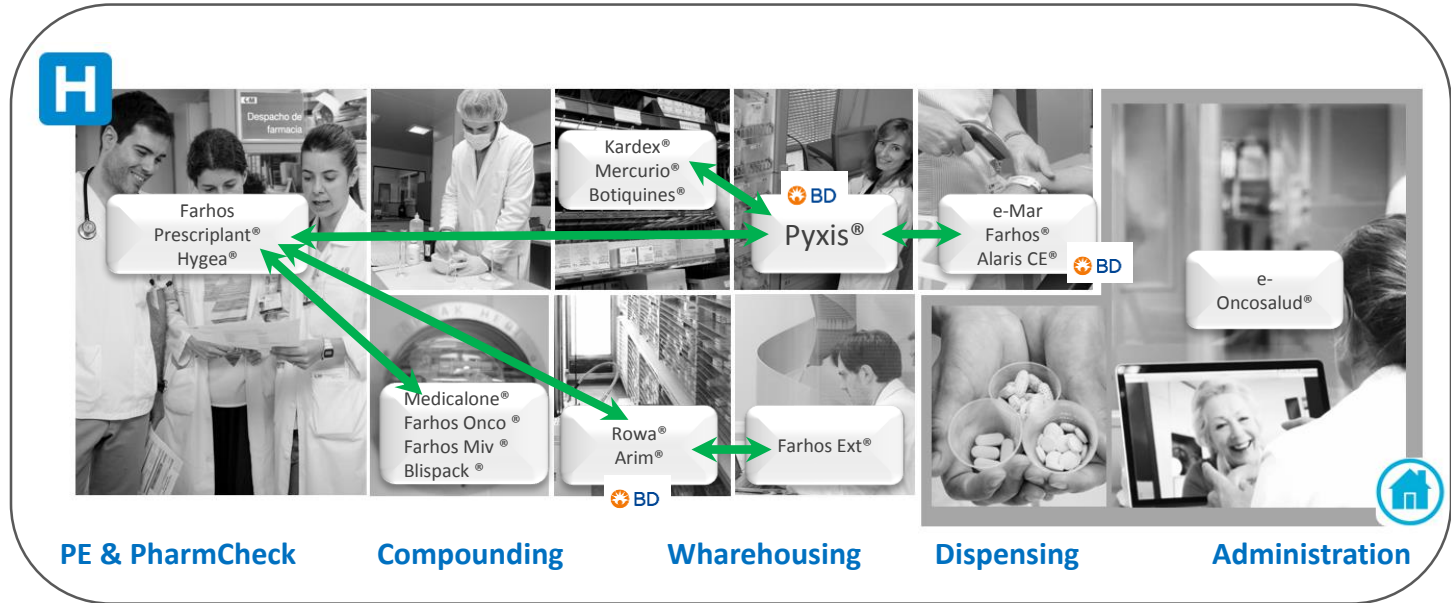 H
C-M
Despacho de
farmacia
Farhos
Prescriplant®
Hygea®
Kardex®
Mercurio®
Botiquines®
BD
Pyxis®
e-Mar
Farhos®
Alaris CE®
BD
e-
Oncosalud®
Medicalone®
Farhos Onco ®
Farhos Miv ®
Blispack ®
Rowa®
Arim®
BD
Farhos Ext®
PE & PharmCheck
Compounding
Wharehousing
Dispensing
Administration